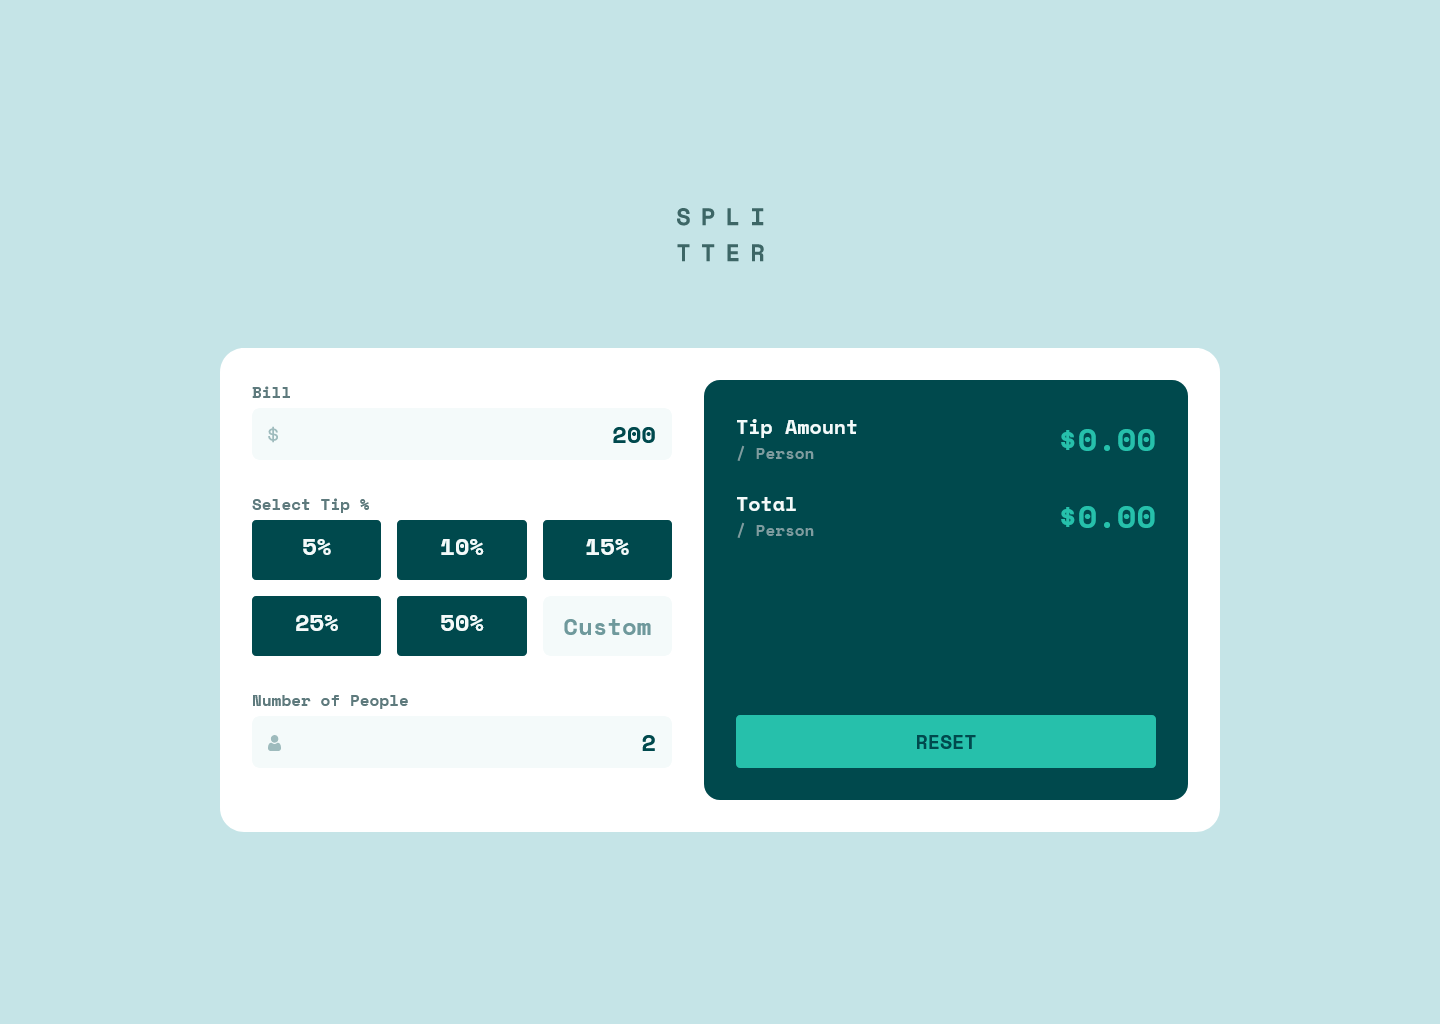 SPLI
TTER
Bill
$ 200
Select Tip %
5% 10% 15%
25% 50% Custom
Number of People
2
Tip Amount
/ Person
$0.00
Total
/ Person
$0.00
RESET